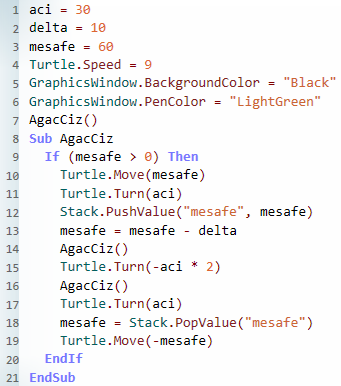 1 aci = 30
2 delta = 10
3 mesafe = 60
4 Turtle.Speed = 9
5 GraphicsWindow.BackgroundColor = "Black"
6 GraphicsWindow.PenColor = "LightGreen"
7 AgacCiz()
8 Sub AgacCiz
9   If (mesafe > 0) Then
10     Turtle.Move(mesafe)
11     Turtle.Turn(aci)
12     Stack.PushValue("mesafe", mesafe)
13     mesafe = mesafe - delta
14     AgacCiz()
15     Turtle.Turn(-aci * 2)
16     AgacCiz()
17     Turtle.Turn(aci)
18     mesafe = Stack.PopValue("mesafe")
19     Turtle.Move(-mesafe)
20   EndIf
21 EndSub